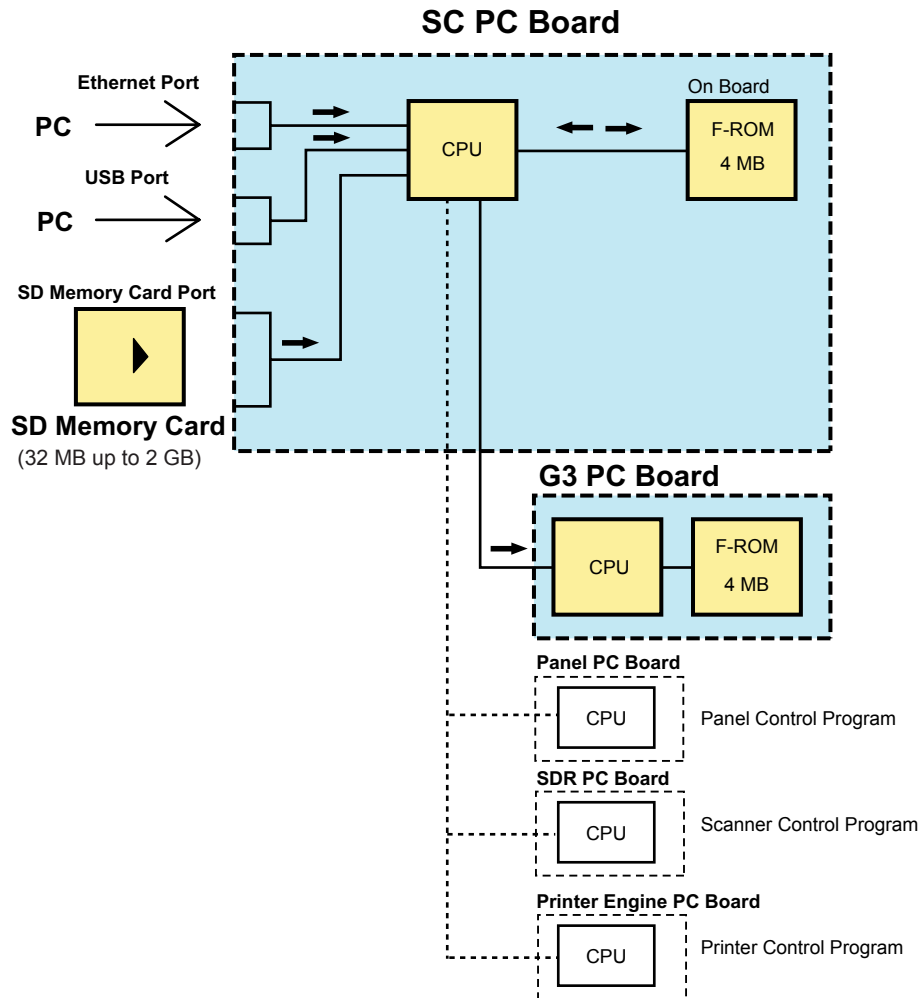 SC PC Board
Ethernet Port
PC
USB Port
PC
SD Memory Card Port
SD Memory Card
(32 MB up to 2 GB)
CPU
On Board
F-ROM
4 MB
G3 PC Board
CPU
F-ROM
4 MB
Panel PC Board
CPU
Panel Control Program
SDR PC Board
CPU
Scanner Control Program
Printer Engine PC Board
CPU
Printer Control Program